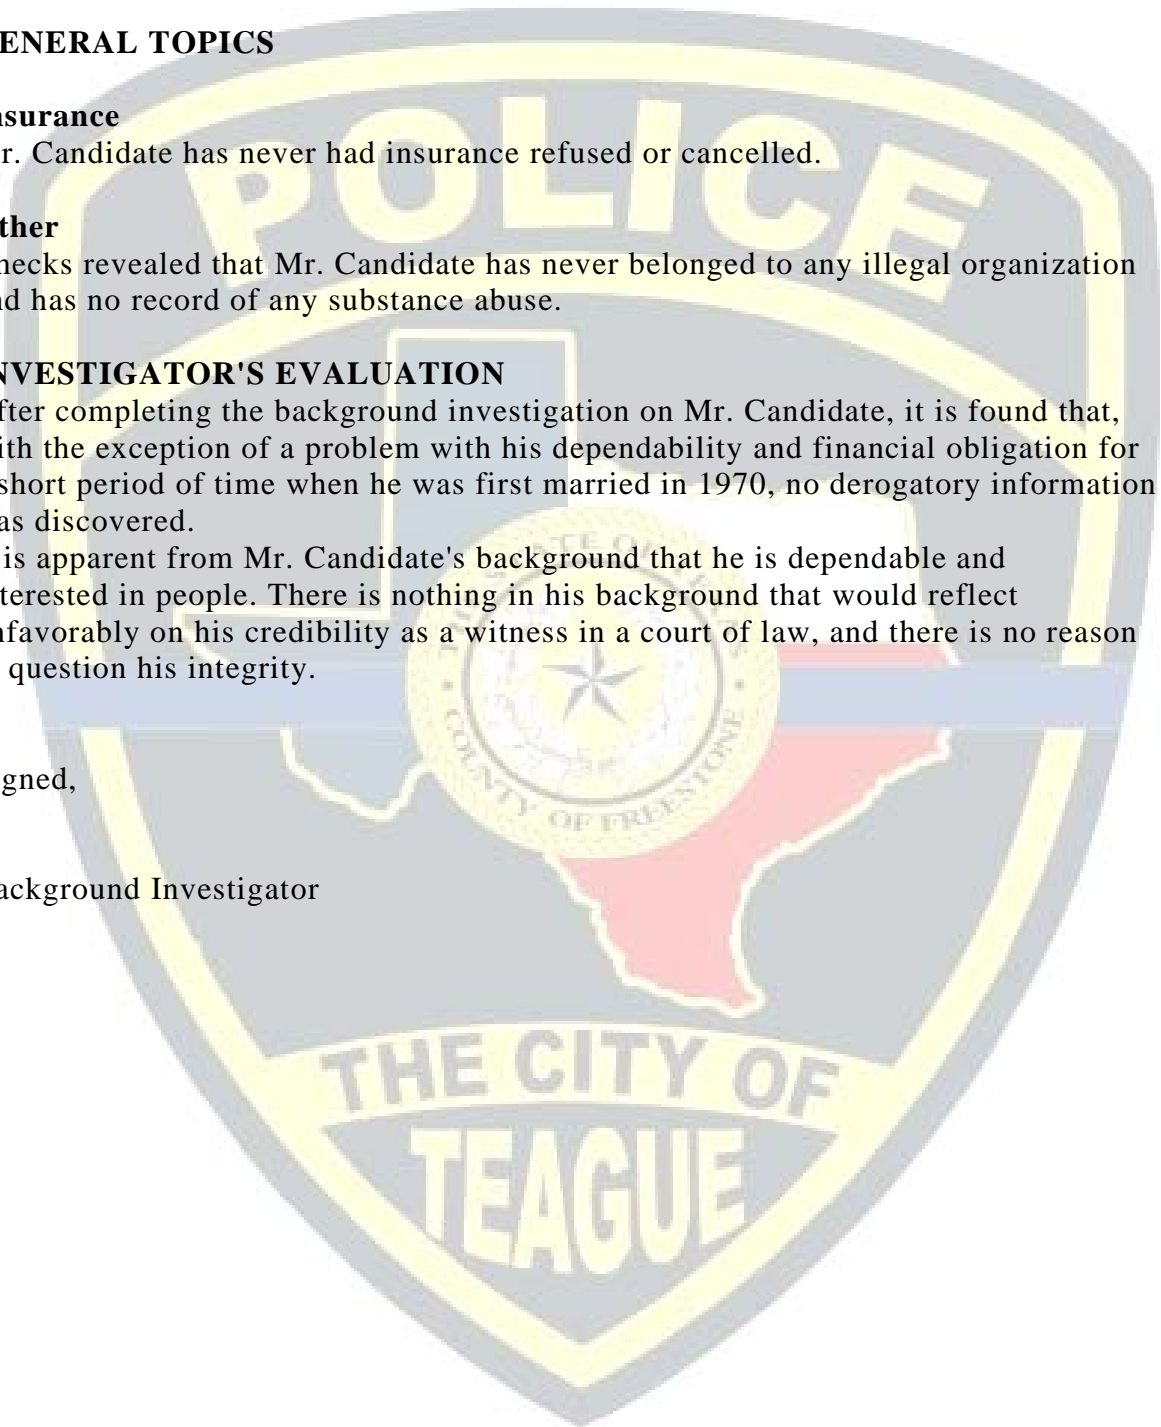 ENERAL TOPICS
nsurance
r. Candidate has never had insurance refused or cancelled.
ther
hecks revealed that Mr. Candidate has never belonged to any illegal organization
nd has no record of any substance abuse.
NVESTIGATOR'S EVALUATION
fter completing the background investigation on Mr. Candidate, it is found that,
ith the exception of a problem with his dependability and financial obligation for
short period of time when he was first married in 1970, no derogatory information
as discovered.
is apparent from Mr. Candidate's background that he is dependable and
terested in people. There is nothing in his background that would reflect
nfavorably on his credibility as a witness in a court of law, and there is no reason
question his integrity.
gned,
ackground Investigator
POLICE
THE STATE OF TEXAS
COUNTY OF FREESTONE
THE CITY OF
TEAGUE